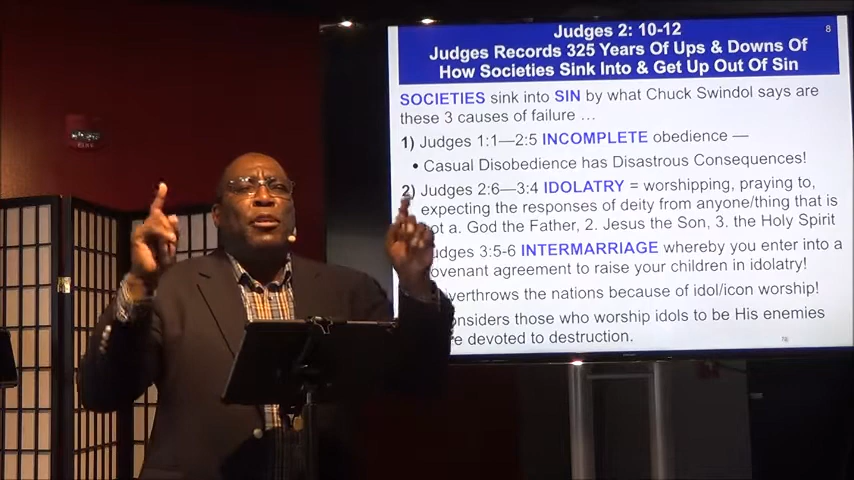 Judges 2: 10-12
8
Judges Records 325 Years Of Ups & Downs Of
How Societies Sink Into & Get Up Out Of Sin
SOCIETIES sink into SIN by what Chuck Swindol says are
these 3 causes of failure ...
1) Judges 1:1—2:5 INCOMPLETE obedience —
• Casual Disobedience has Disastrous Consequences!
2) Judges 2:6—3:4 IDOLATRY = worshipping, praying to,
expecting the responses of deity from anyone/thing that is
a. God the Father, 2. Jesus the Son, 3. the Holy Spirit
udges 3:5-6 INTERMARRIAGE whereby you enter into a
ovenant agreement to raise your children in idolatry!
verthrows the nations because of idol/icon worship!
onsiders those who worship idols to be His enemies
devoted to destruction.